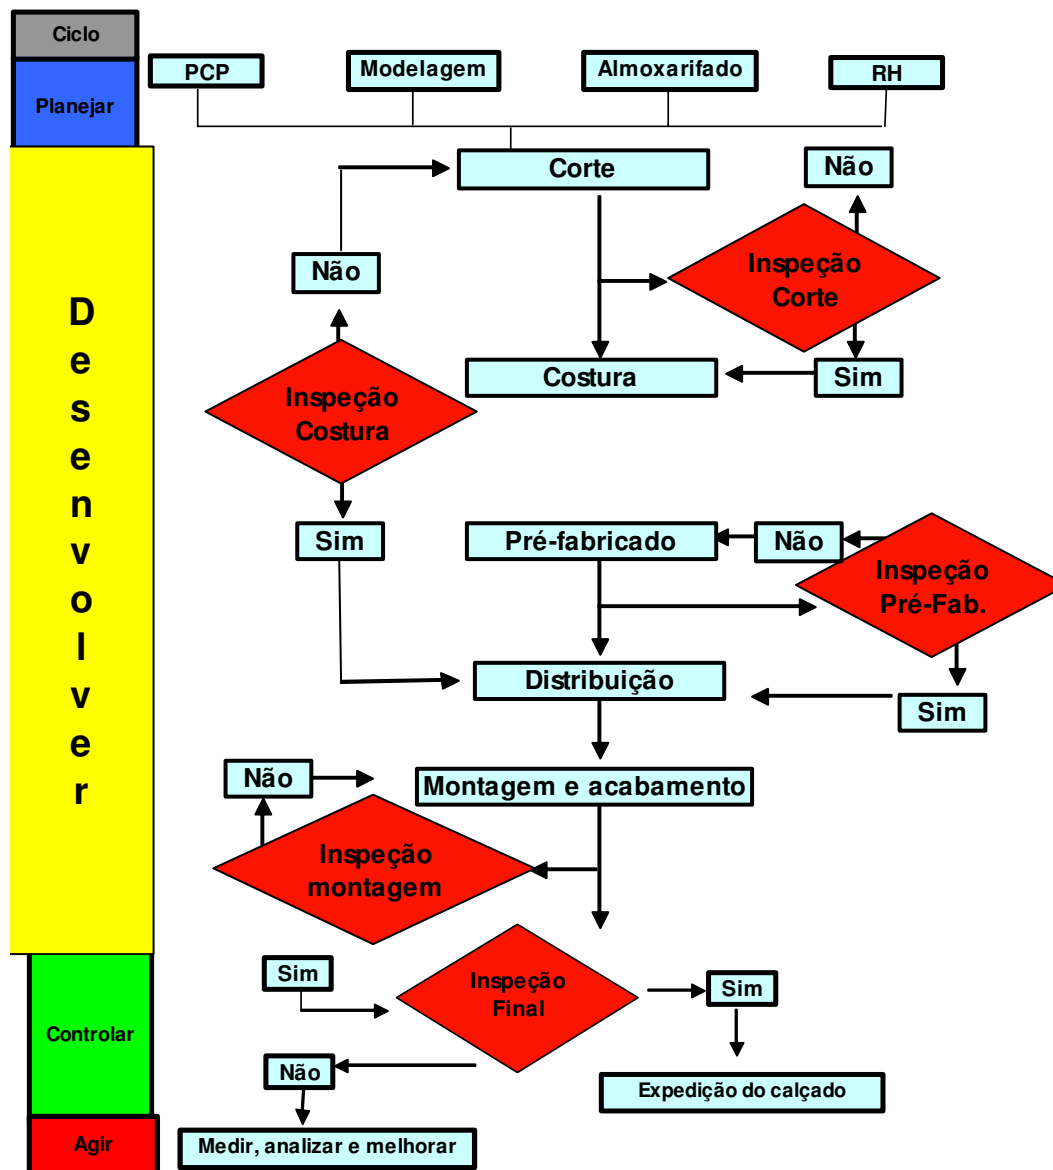 Ciclo
Planejar
PCP
Modelagem
Almoxarifado
RH
Corte
Não
Inspeção
Corte
Não
D
e
s
e
n
v
o
l
v
e
r
Costura
Sim
Inspeção
Costura
Sim
Pré-fabricado
Não
Inspeção
Pré-Fab.
Distribuição
Sim
Não
Montagem e acabamento
Inspeção
montagem
Sim
Inspeção
Final
Sim
Controlar
Não
Expedição do calçado
Agir
Medir, analizar e melhorar